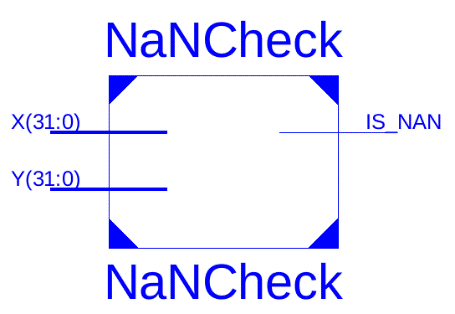 NaNCheck
X(31:0)
IS_NAN
Y(31:0)
NaNCheck